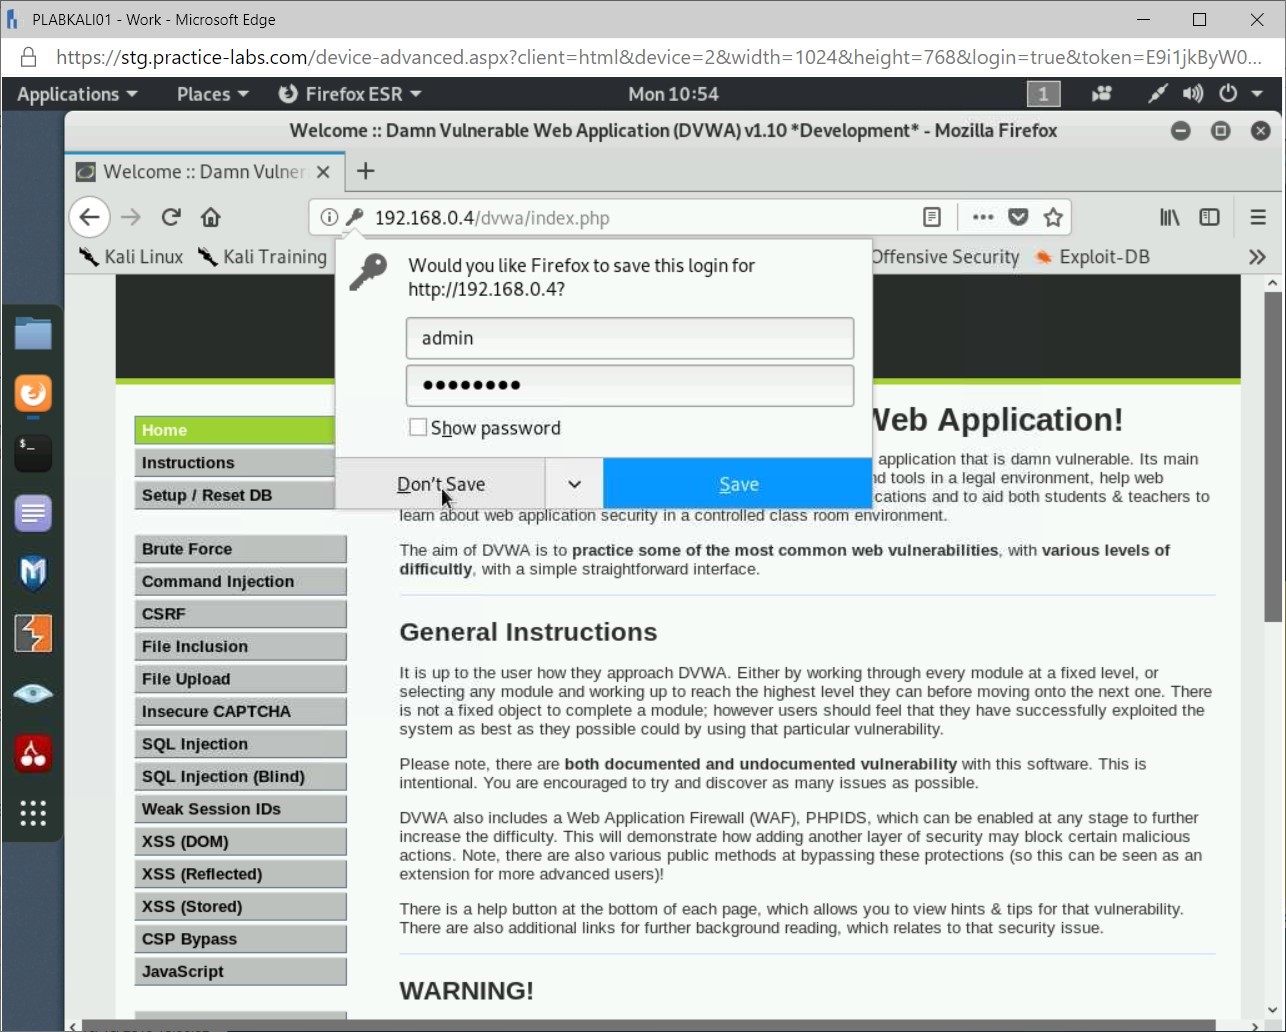 PLABKALI01 - Work - Microsoft Edge
https://stg.practice-labs.com/device-advanced.aspx?client=html&device=2&width=1024&height=768&login=true&token=E9i1jkByW0...
Applications Places Firefox ESR Mon 10:54 1
Welcome :: Damn Vulnerable Web Application (DVWA) v1.10 *Development* - Mozilla Firefox
Welcome :: Damn Vulner
192.168.0.4/dvwa/index.php
Kali Linux Kali Training Offensive Security Exploit-DB
Would you like Firefox to save this login for
http://192.168.0.4?
admin
●●●●●●●●
Show password
Don't Save Save
Home
Instructions
Setup / Reset DB
Brute Force
Command Injection
CSRF
File Inclusion
File Upload
Insecure CAPTCHA
SQL Injection
SQL Injection (Blind)
Weak Session IDs
XSS (DOM)
XSS (Reflected)
XSS (Stored)
CSP Bypass
JavaScript
Web Application!
application that is damn vulnerable. Its main
tools in a legal environment, help web
cations and to aid both students & teachers to
learn about web application security in a controlled class room environment.
The aim of DVWA is to practice some of the most common web vulnerabilities, with various levels of
difficultly, with a simple straightforward interface.
General Instructions
It is up to the user how they approach DVWA. Either by working through every module at a fixed level, or
selecting any module and working up to reach the highest level they can before moving onto the next one. There
is not a fixed object to complete a module; however users should feel that they have successfully exploited the
system as best as they possible could by using that particular vulnerability.
Please note, there are both documented and undocumented vulnerability with this software. This is
intentional. You are encouraged to try and discover as many issues as possible.
DVWA also includes a Web Application Firewall (WAF), PHPIDS, which can be enabled at any stage to further
increase the difficulty. This will demonstrate how adding another layer of security may block certain malicious
actions. Note, there are also various public methods at bypassing these protections (so this can be seen as an
extension for more advanced users)!
There is a help button at the bottom of each page, which allows you to view hints & tips for that vulnerability.
There are also additional links for further background reading, which relates to that security issue.
WARNING!